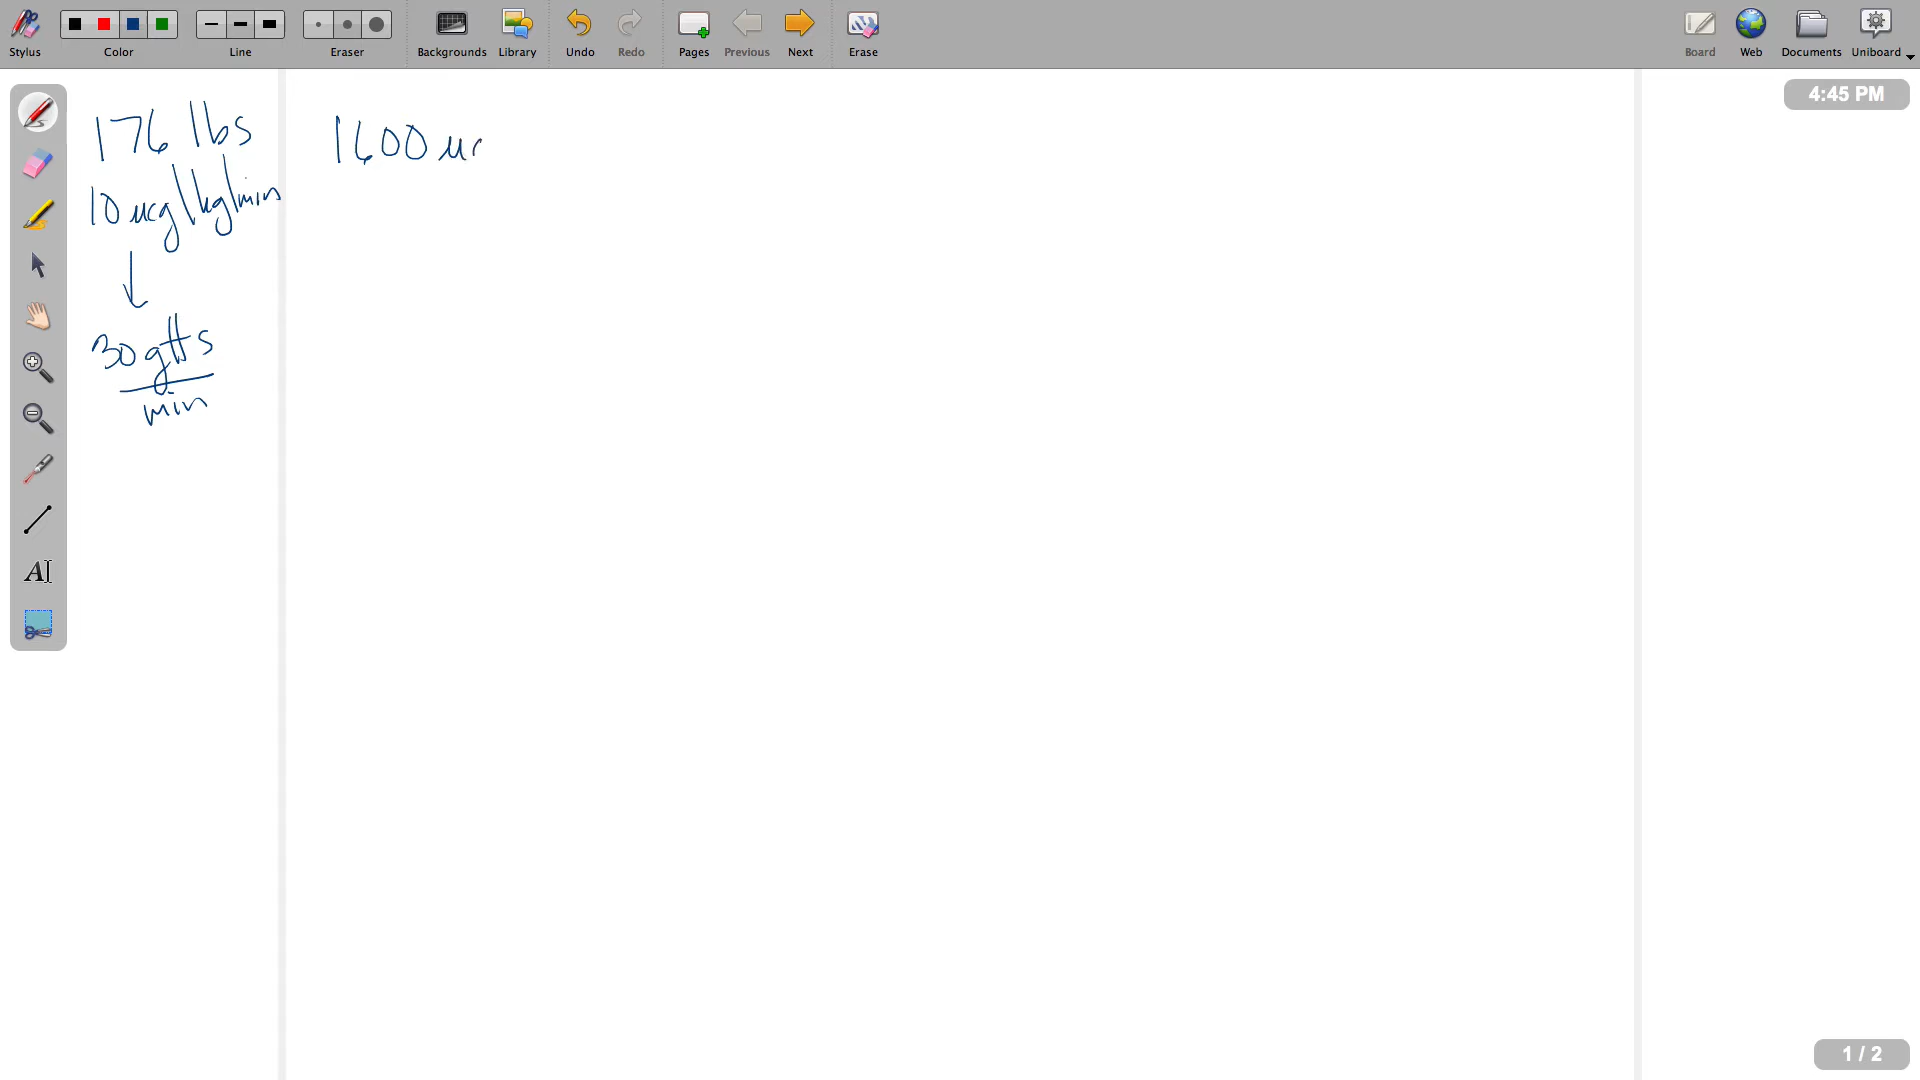 Stylus Color Line Eraser Backgrounds Library Undo Redo Pages Previous Next Erase Board Web Documents Uniboard
4:45 PM
176 lbs
10 mcg/kg/min
30 gtts
min
1600 mc
1 / 2